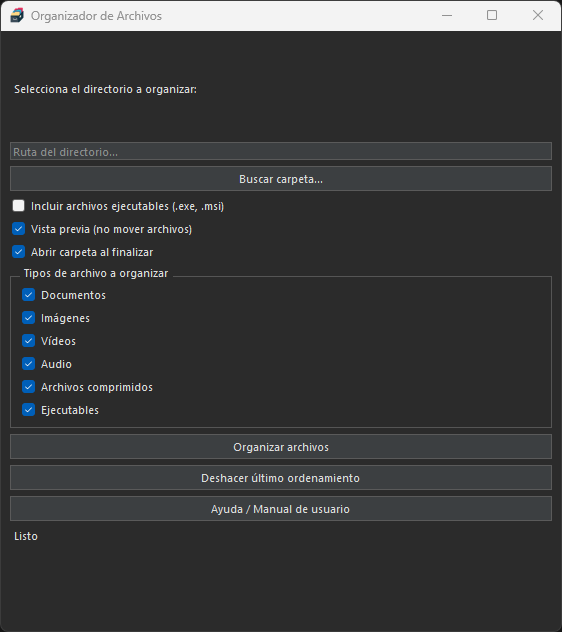 Organizador de Archivos
Selecciona el directorio a organizar:
Ruta del directorio...
Buscar carpeta...
Incluir archivos ejecutables (.exe, .msi)
Vista previa (no mover archivos)
Abrir carpeta al finalizar
Tipos de archivo a organizar
Documentos
Imágenes
Vídeos
Audio
Archivos comprimidos
Ejecutables
Organizar archivos
Deshacer último ordenamiento
Ayuda / Manual de usuario
Listo